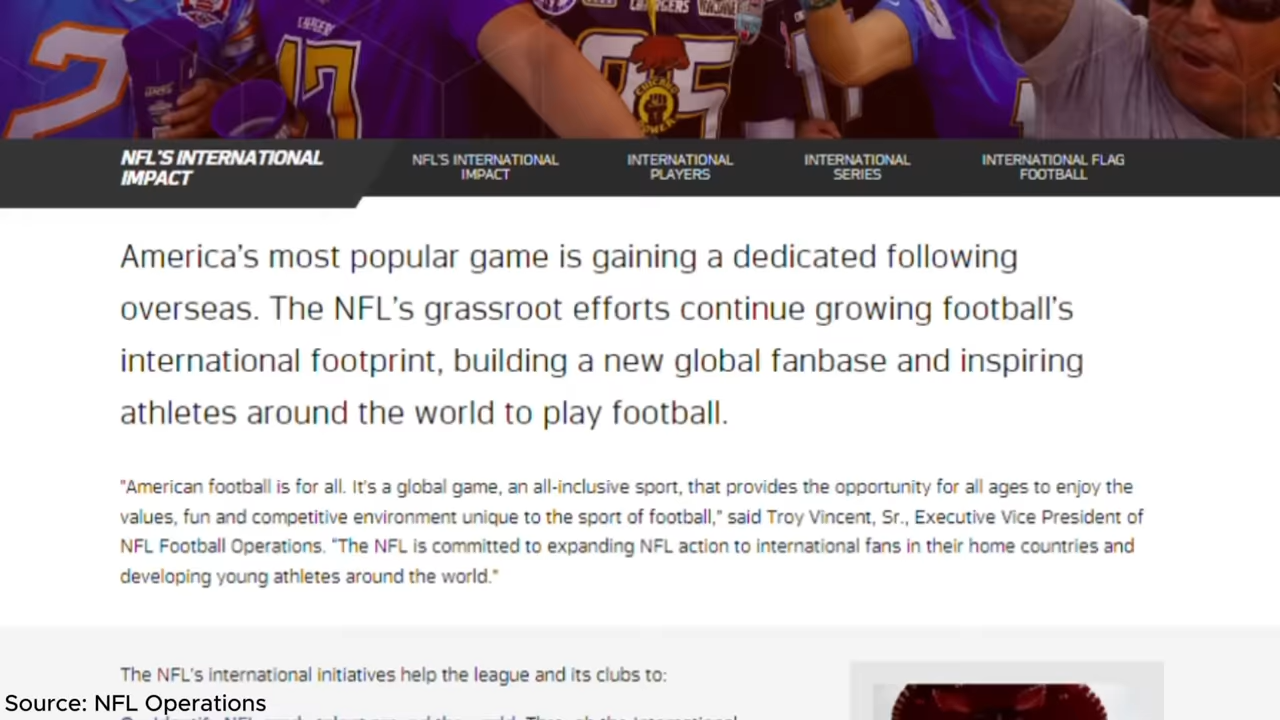 CHARGERS
17
CHARGERS
NFL'S INTERNATIONAL
IMPACT
NFL'S INTERNATIONAL
IMPACT
INTERNATIONAL
PLAYERS
INTERNATIONAL
SERIES
INTERNATIONAL FLAG
FOOTBALL
America's most popular game is gaining a dedicated following
overseas. The NFL's grassroot efforts continue growing football's
international footprint, building a new global fanbase and inspiring
athletes around the world to play football.
"American football is for all. It's a global game, an all-inclusive sport, that provides the opportunity for all ages to enjoy the
values, fun and competitive environment unique to the sport of football," said Troy Vincent, Sr., Executive Vice President of
NFL Football Operations. "The NFL is committed to expanding NFL action to international fans in their home countries and
developing young athletes around the world."
The NFL's international initiatives help the league and its clubs to:
Source: NFL Operations